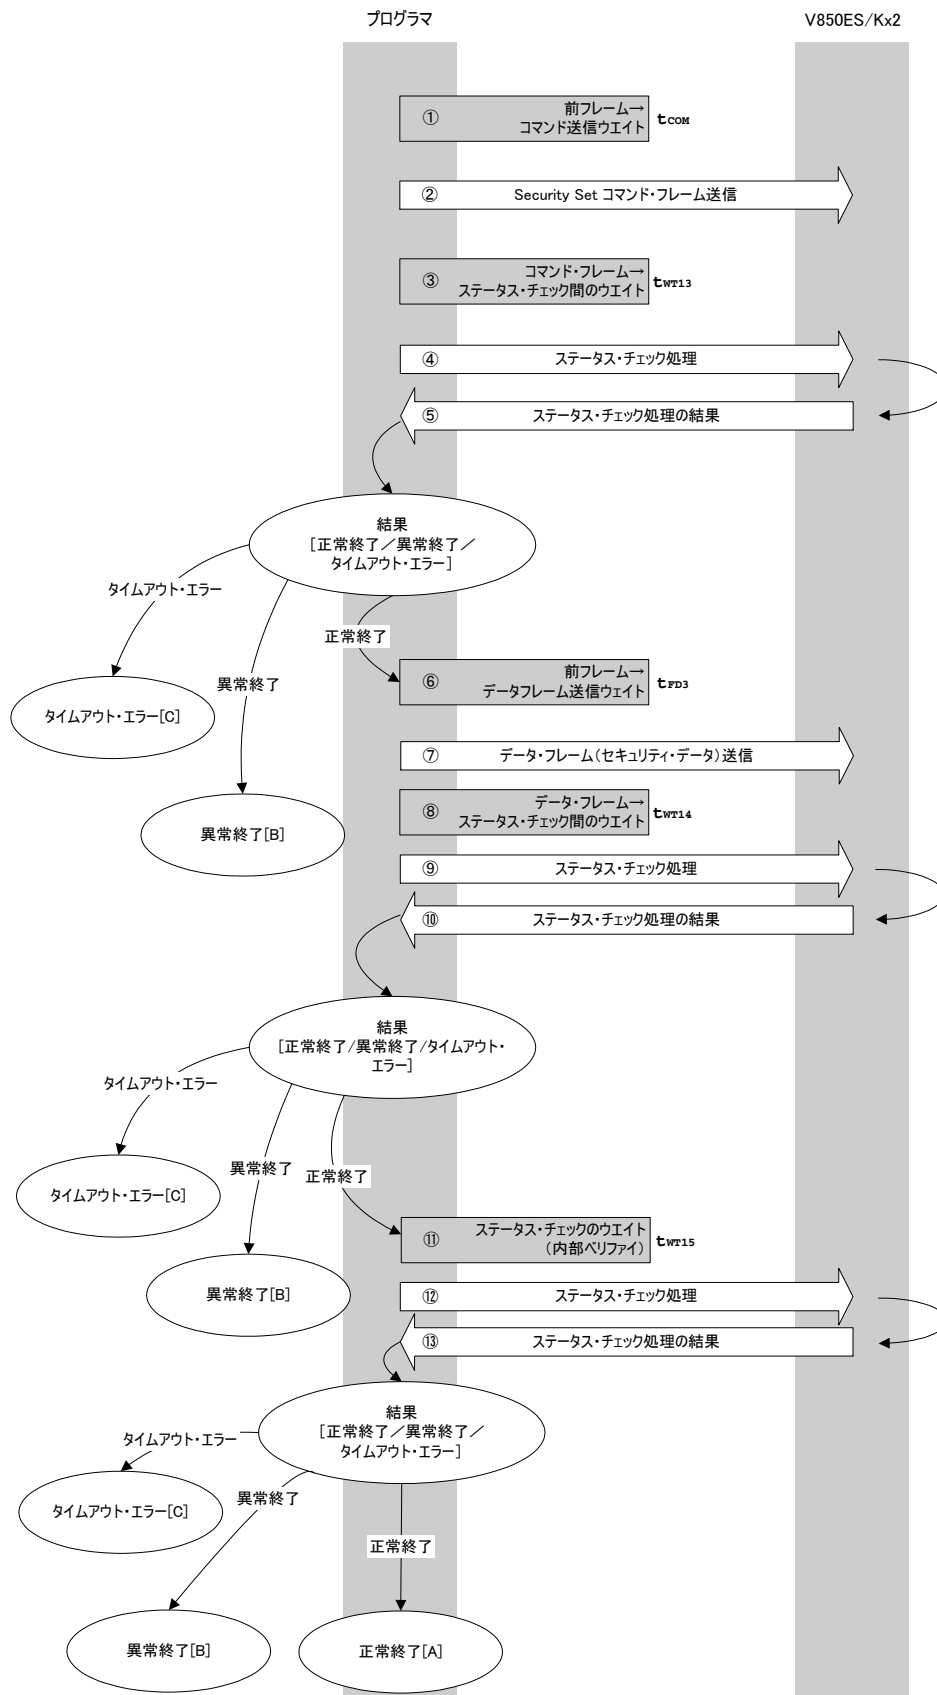 プログラマ
V850ES/Kx2
①
前フレーム→
コマンド送信ウエイト
tCOM
②
Security Set コマンド・フレーム送信
③
コマンド・フレーム→
ステータス・チェック間のウエイト
tWT13
④
ステータス・チェック処理
⑤
ステータス・チェック処理の結果
結果
[正常終了／異常終了／
タイムアウト・エラー]
タイムアウト・エラー
正常終了
異常終了
⑥
前フレーム→
データフレーム送信ウェイト
tFD3
タイムアウト・エラー[C]
⑦
データ・フレーム（セキュリティ・データ）送信
異常終了[B]
⑧
データ・フレーム→
ステータス・チェック間のウエイト
tWT14
⑨
ステータス・チェック処理
⑩
ステータス・チェック処理の結果
結果
[正常終了/異常終了/タイムアウト・
エラー]
タイムアウト・エラー
異常終了
正常終了
タイムアウト・エラー[C]
⑪
ステータス・チェックのウエイト
（内部ベリファイ）
tWT15
異常終了[B]
⑫
ステータス・チェック処理
⑬
ステータス・チェック処理の結果
結果
[正常終了／異常終了／
タイムアウト・エラー]
タイムアウト・エラー
異常終了
タイムアウト・エラー[C]
正常終了
異常終了[B]
正常終了[A]